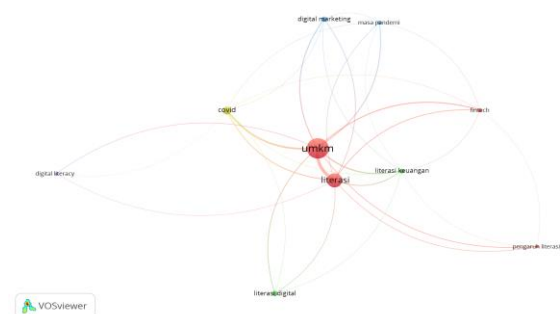 digital marketing
masa pandemi
covid
fintech
umkm
literasi keuangan
digital literacy
literasi
pengaruh literasi
literasi digital
VOSviewer